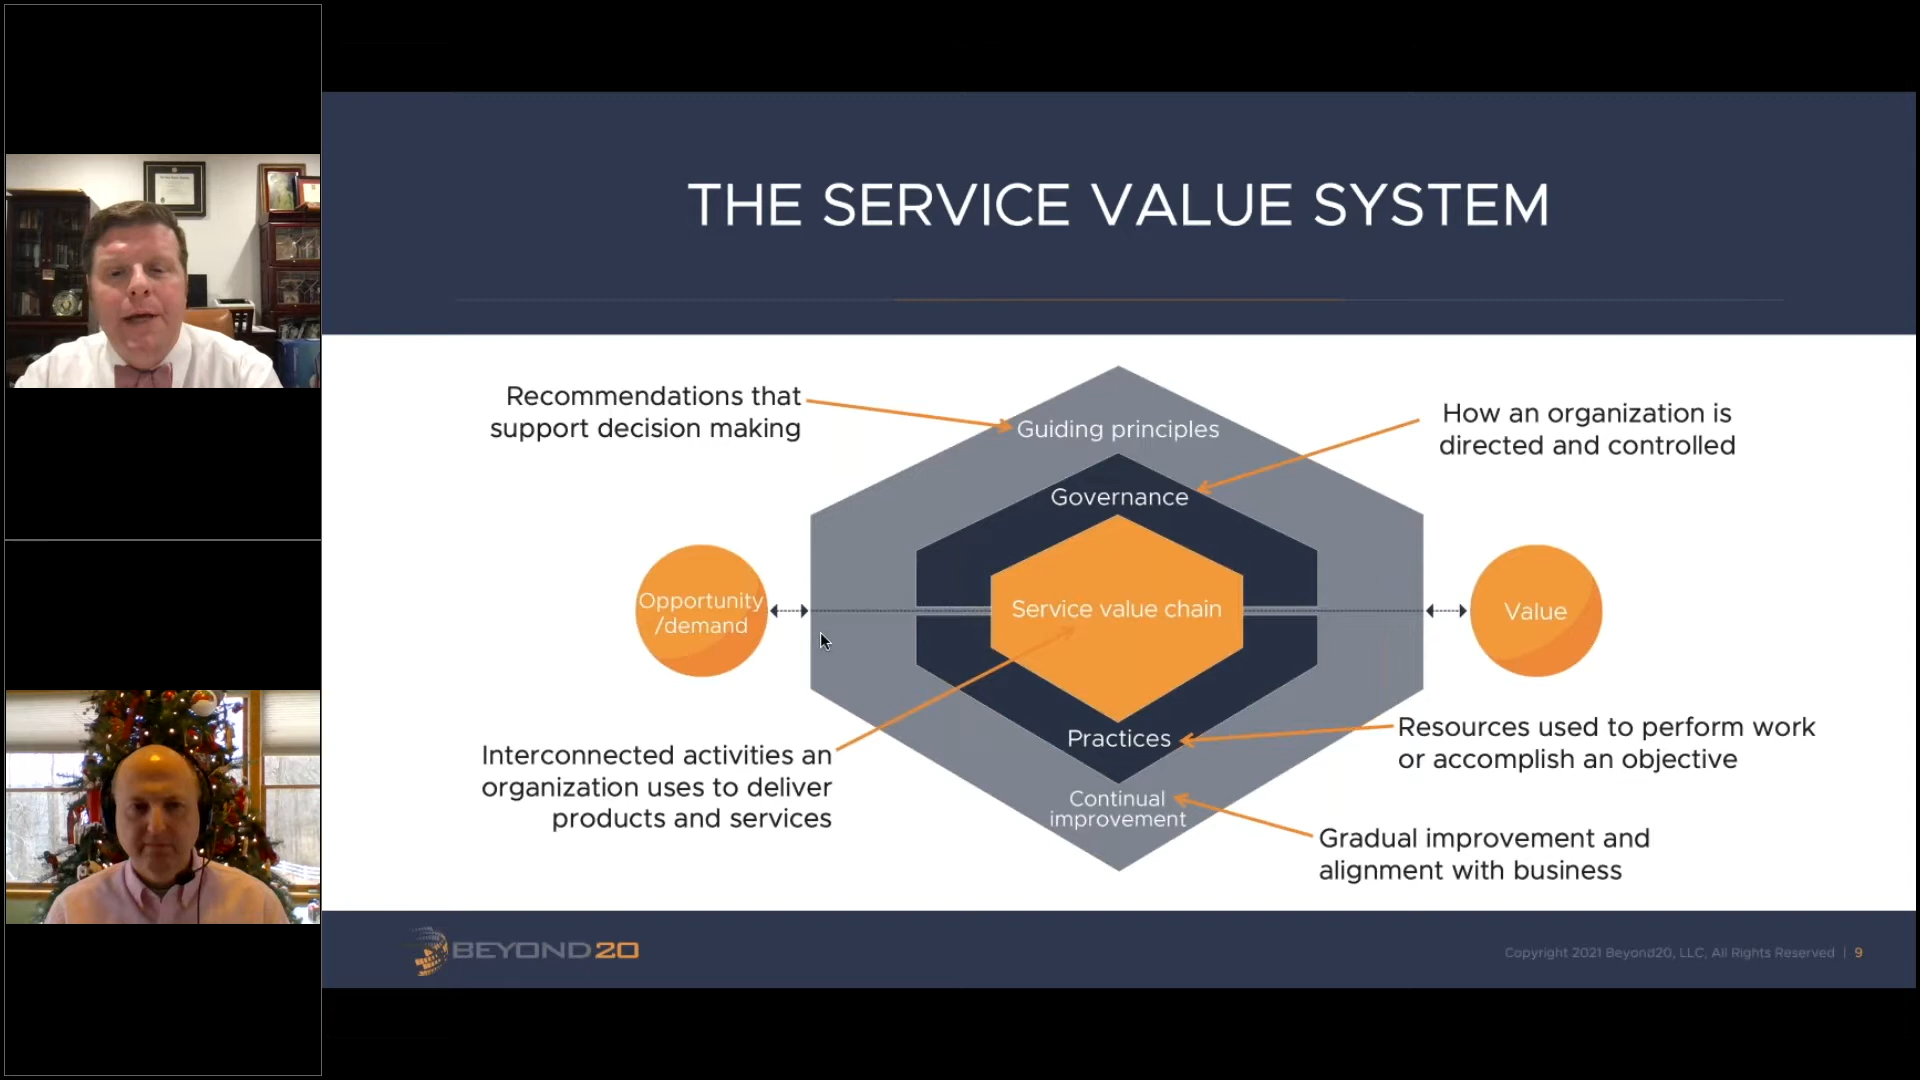 THE SERVICE VALUE SYSTEM
Recommendations that
support decision making
Guiding principles
How an organization is
directed and controlled
Governance
Opportunity
/demand
Service value chain
Value
Interconnected activities an
organization uses to deliver
products and services
Practices
Resources used to perform work
or accomplish an objective
Continual
improvement
Gradual improvement and
alignment with business
BEYOND20
Copyright 2021 Beyond20, LLC, All Rights Reserved | 9